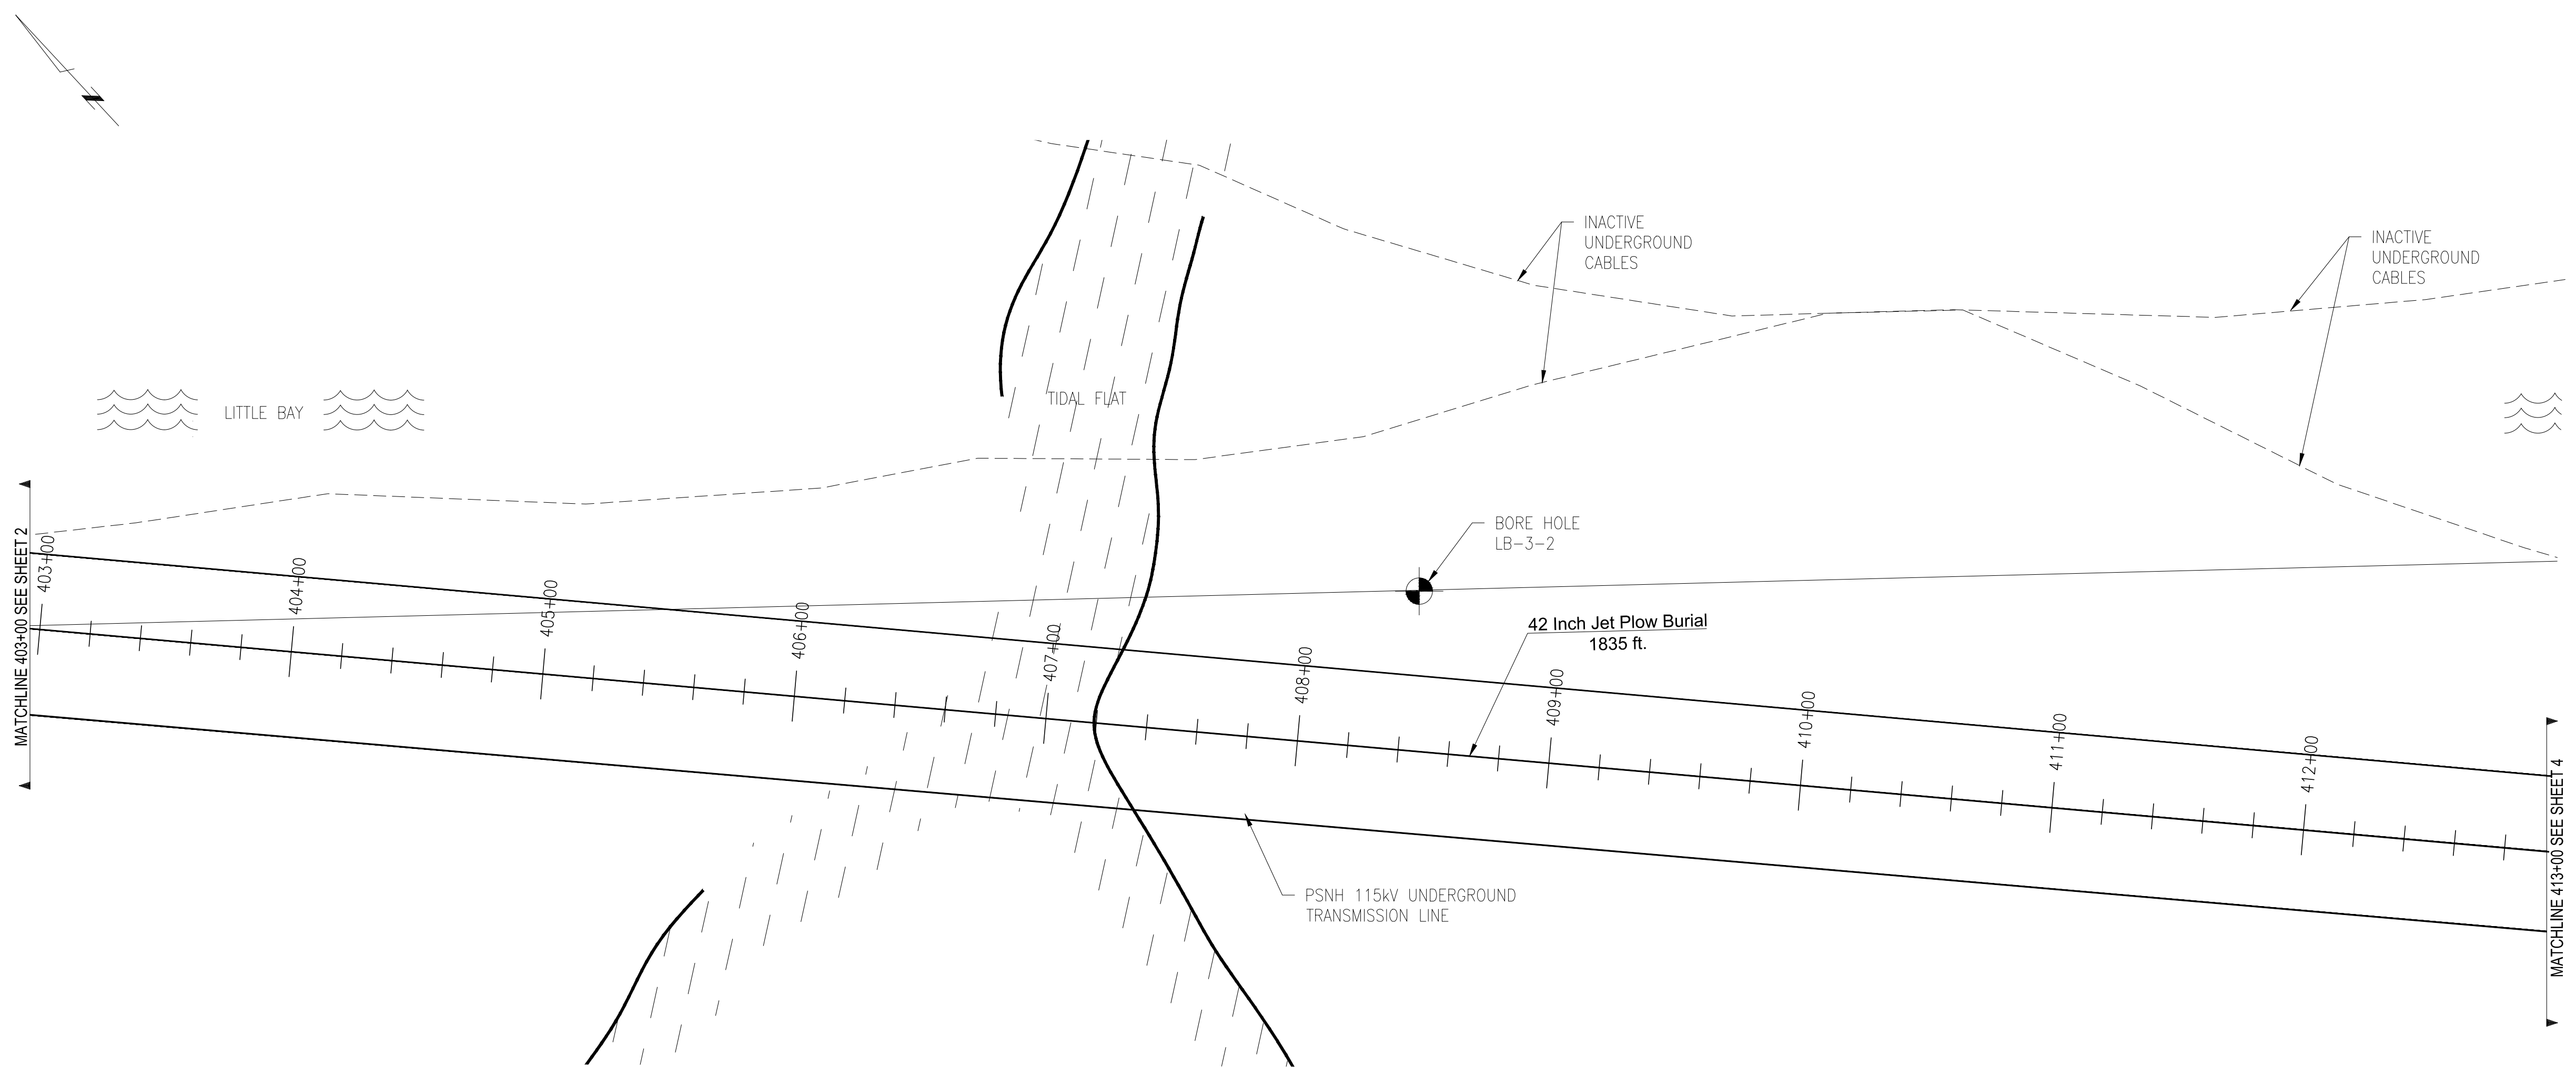 INACTIVE
UNDERGROUND
CABLES
INACTIVE
UNDERGROUND
CABLES
LITTLE BAY
TIDAL FLAT
BORE HOLE
LB-3-2
MATCHLINE 403+00 SEE SHEET 2
403+00
404+00
405+00
406+00
407+00
408+00
409+00
410+00
411+00
412+00
42 Inch Jet Plow Burial
1835 ft.
MATCHLINE 413+00 SEE SHEET 4
PSNH 115kV UNDERGROUND
TRANSMISSION LINE